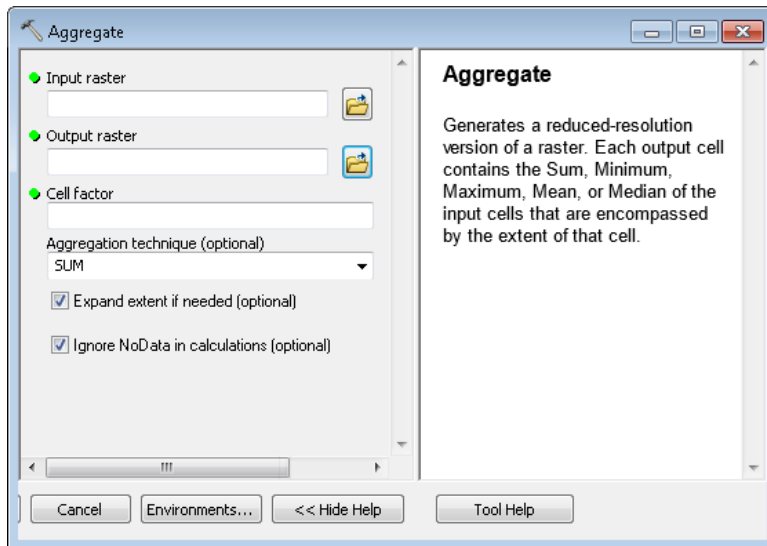 Aggregate
Input raster
Output raster
Cell factor
Aggregation technique (optional)
SUM
Expand extent if needed (optional)
Ignore NoData in calculations (optional)
Aggregate
Generates a reduced-resolution
version of a raster. Each output cell
contains the Sum, Minimum,
Maximum, Mean, or Median of the
input cells that are encompassed
by the extent of that cell.
Cancel
Environments...
<< Hide Help
Tool Help